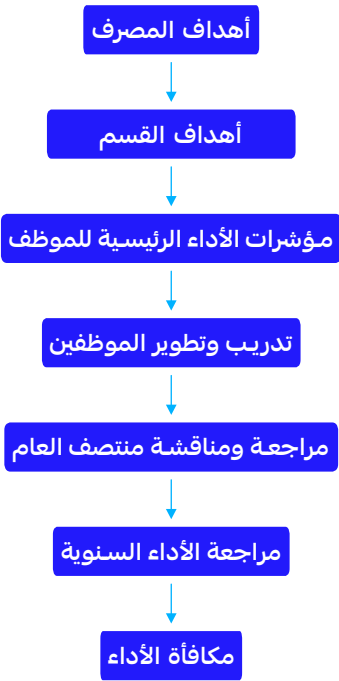 أهداف المصرف
أهداف القسم
مؤشرات الأداء الرئيسية للموظف
تدريب وتطوير الموظفين
مراجعة ومناقشة منتصف العام
مراجعة الأداء السنوية
مكافأة الأداء